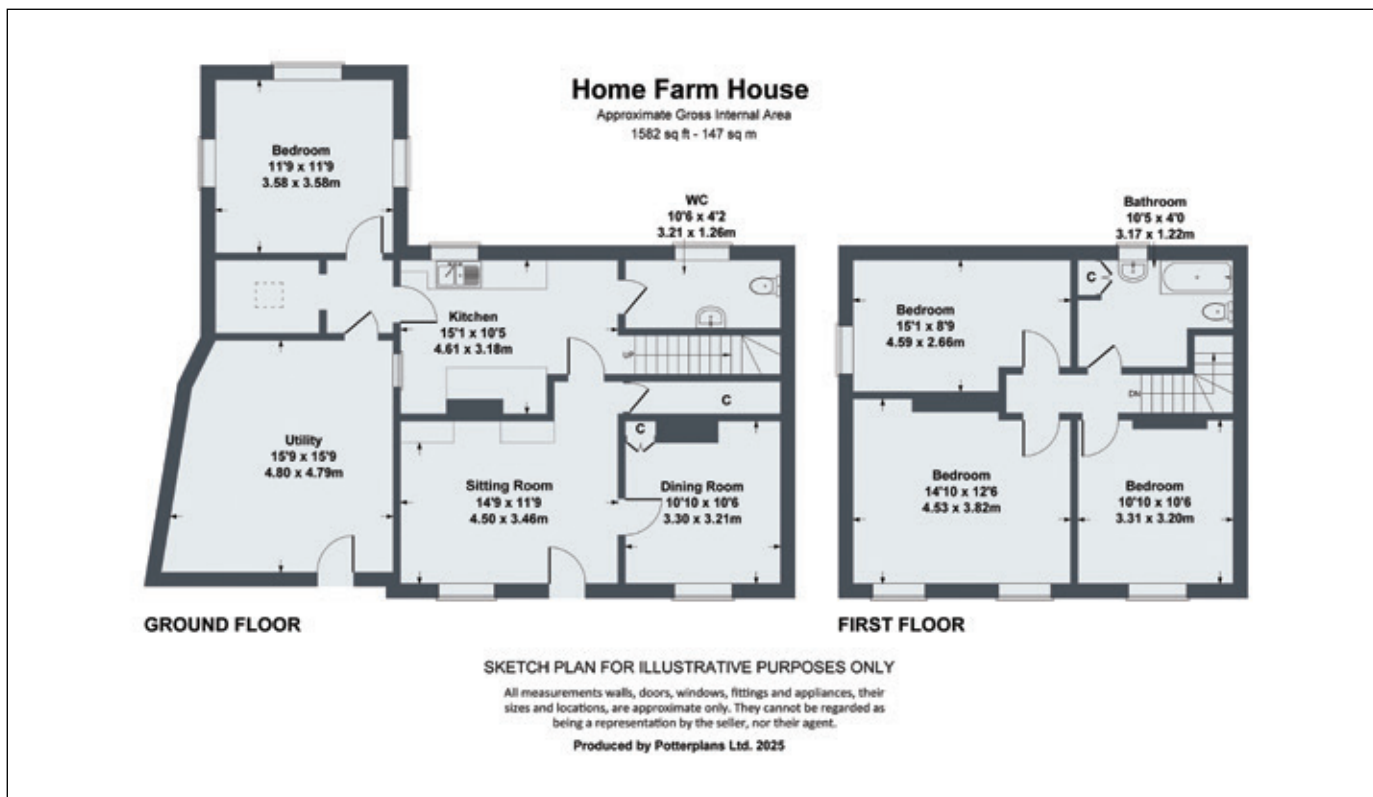 Home Farm House
Approximate Gross Internal Area
1582 sq ft - 147 sq m
Bedroom
11'9 x 11'9
3.58 x 3.58m
WC
10'6 x 4'2
3.21 x 1.26m
Kitchen
15'1 x 10'5
4.61 x 3.18m
UP
C
C
Utility
15'9 x 15'9
4.80 x 4.79m
Sitting Room
14'9 x 11'9
4.50 x 3.46m
Dining Room
10'10 x 10'6
3.30 x 3.21m
GROUND FLOOR
Bathroom
10'5 x 4'0
3.17 x 1.22m
C
Bedroom
15'1 x 8'9
4.59 x 2.66m
DN
Bedroom
14'10 x 12'6
4.53 x 3.82m
Bedroom
10'10 x 10'6
3.31 x 3.20m
FIRST FLOOR
SKETCH PLAN FOR ILLUSTRATIVE PURPOSES ONLY
All measurements walls, doors, windows, fittings and appliances, their
sizes and locations, are approximate only. They cannot be regarded as
being a representation by the seller, nor their agent.
Produced by Potterplans Ltd. 2025